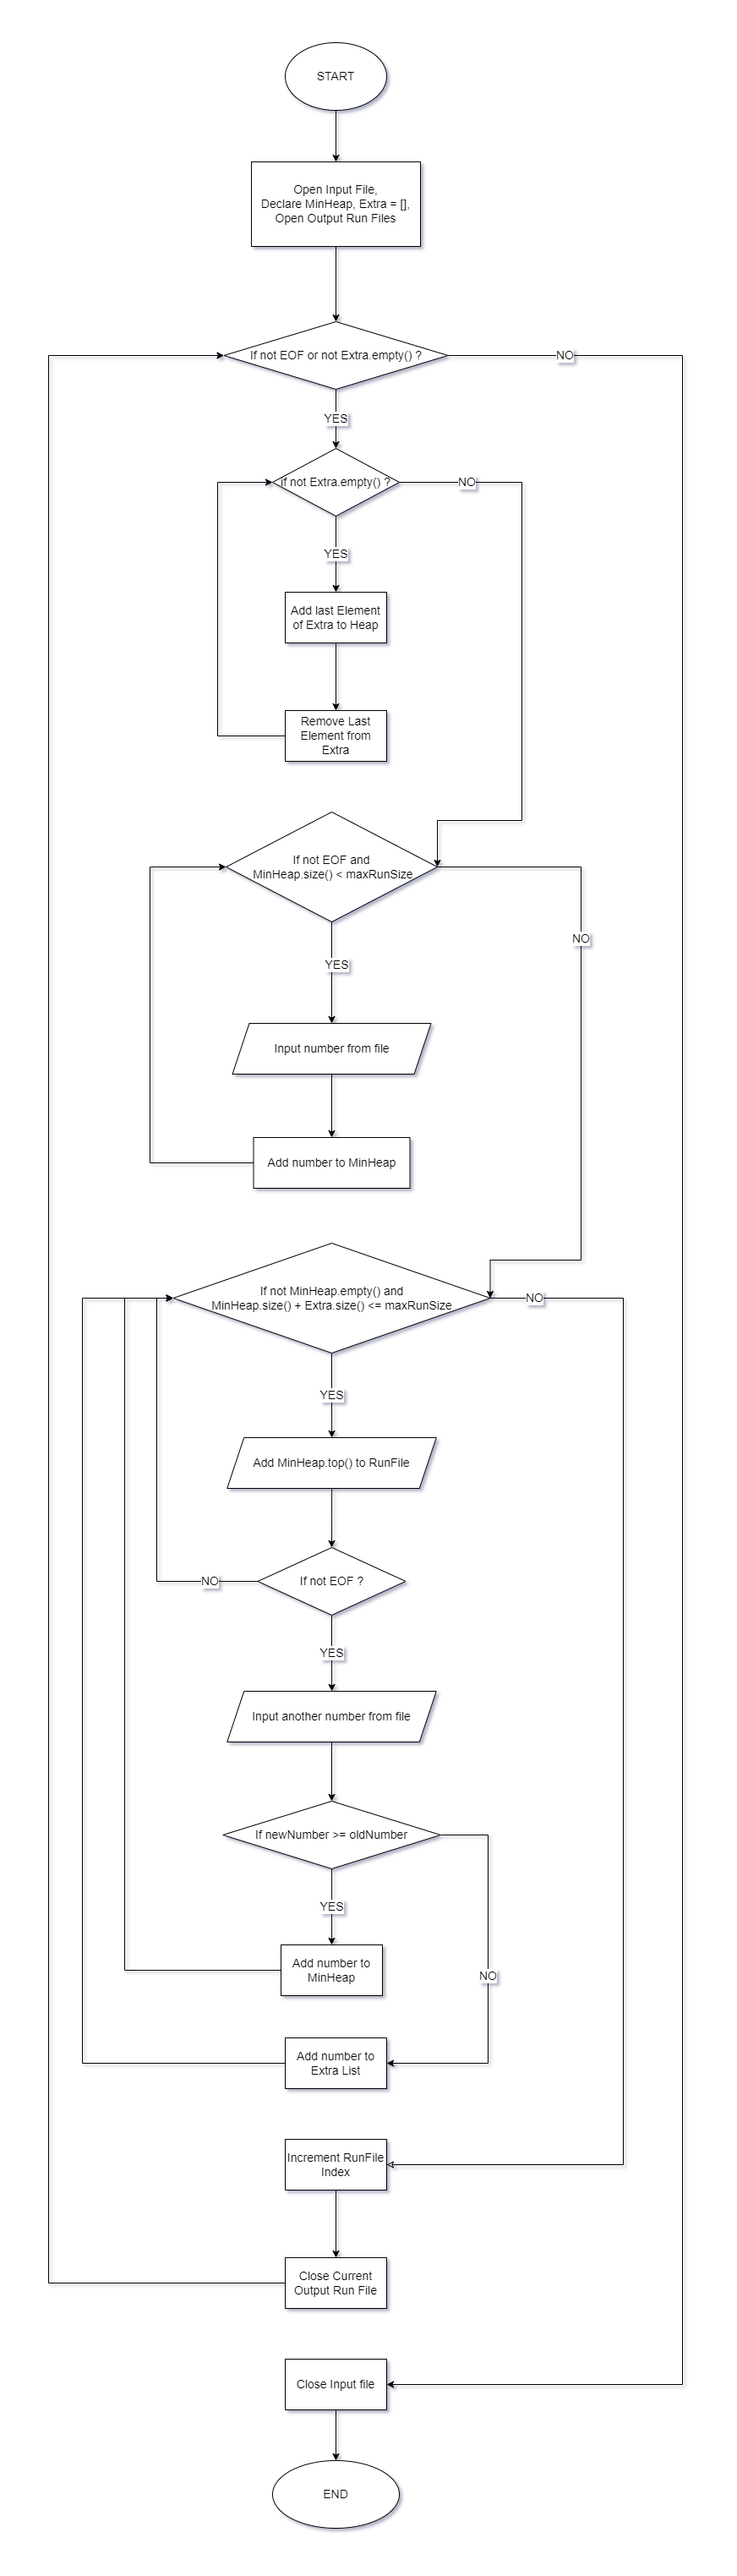 START
Open Input File,
Declare MinHeap, Extra = [],
Open Output Run Files
If not EOF or not Extra.empty() ?
NO
YES
if not Extra.empty() ?
NO
YES
Add last Element
of Extra to Heap
Remove Last
Element from
Extra
If not EOF and
MinHeap.size() < maxRunSize
NO
YES
Input number from file
Add number to MinHeap
If not MinHeap.empty() and
MinHeap.size() + Extra.size() <= maxRunSize
NO
YES
Add MinHeap.top() to RunFile
If not EOF ?
NO
YES
Input another number from file
If newNumber >= oldNumber
YES
Add number to
MinHeap
NO
Add number to
Extra List
Increment RunFile
Index
Close Current
Output Run File
Close Input file
END